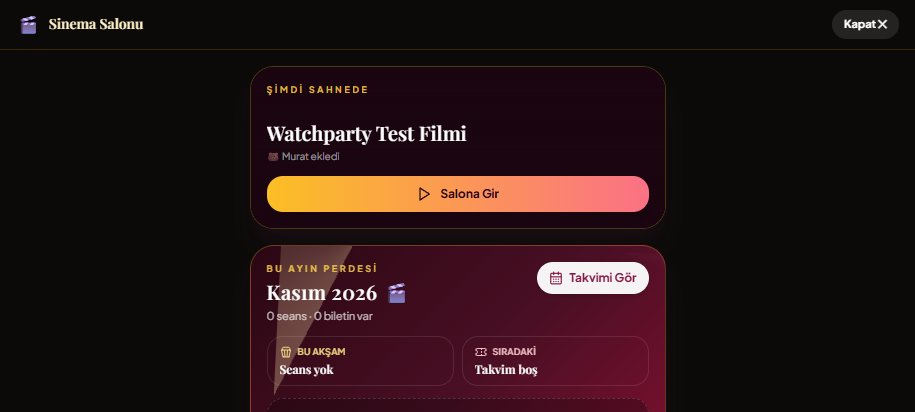 Sinema Salonu
Kapat
ŞİMDİ SAHNEDE
Watchparty Test Filmi
Murat ekledi
Salona Gir
BU AYIN PERDESİ
Kasım 2026
Takvimi Gör
0 seans · 0 biletin var
BU AKŞAM
Seans yok
SIRADAKİ
Takvim boş